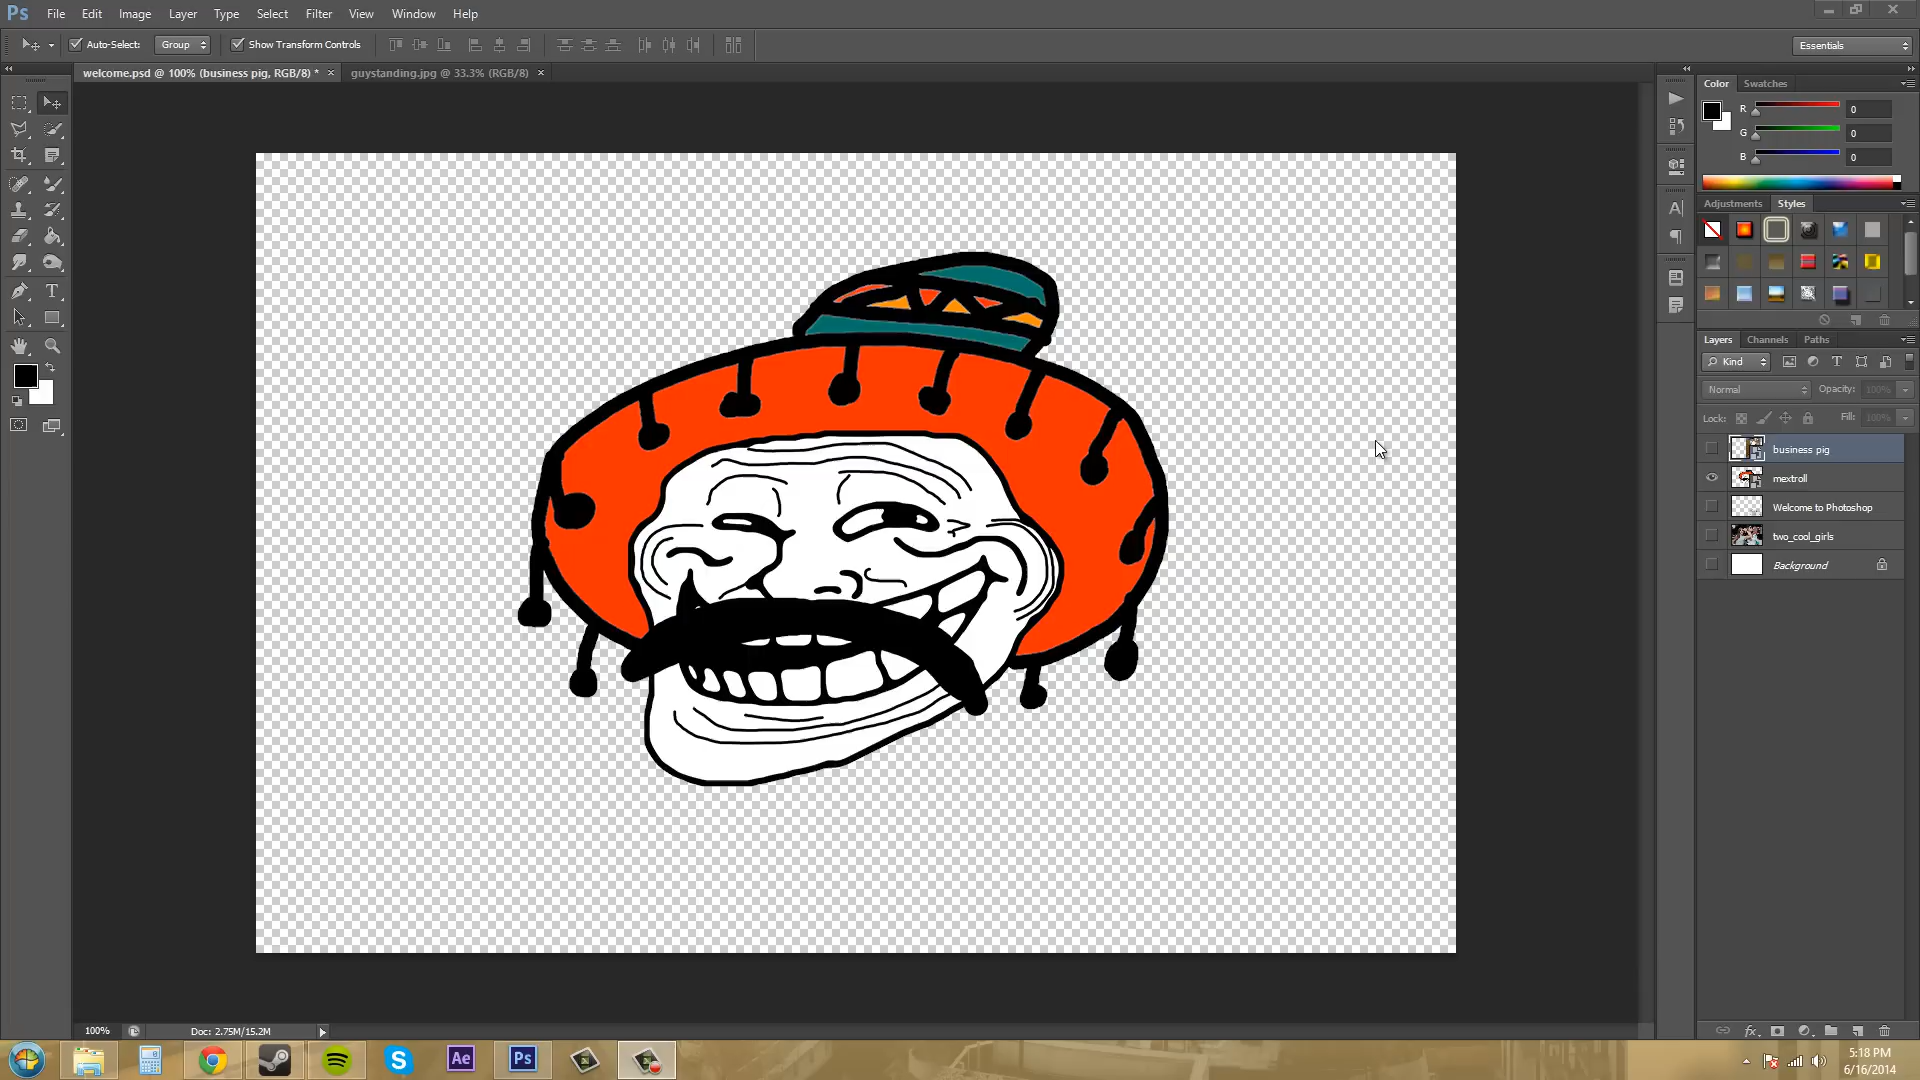 Ps File Edit Image Layer Type Select Filter View Window Help
Auto-Select: Group Show Transform Controls Essentials
welcome.psd @ 100% (business pig, RGB/8) * × guystanding.jpg @ 33.3% (RGB/8) ×
Color Swatches
R 0
G 0
B 0
Adjustments Styles
Layers Channels Paths
Kind
Normal Opacity: 100%
Lock: Fill: 100%
business pig
mextroll
Welcome to Photoshop
two_cool_girls
Background
fx
100% Doc: 2.75M/15.2M
Ae Ps
5:18 PM
6/16/2014